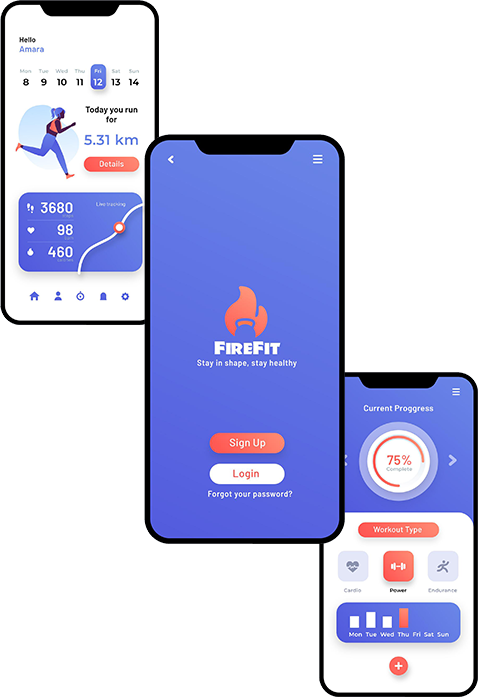 Hello
Amara
Mon Tue Wed Thu Fri Sat Sun
8 9 10 11 12 13 14
Today you run
for
5.31 km
Details
3680
Live training
98
460
FIREFIT
Stay in shape, stay healthy
Sign Up
Login
Forgot your password?
Current Proggress
75%
Complete
Workout Type
Cardio Power Endurance
Mon Tue Wed Thu Fri Sat Sun